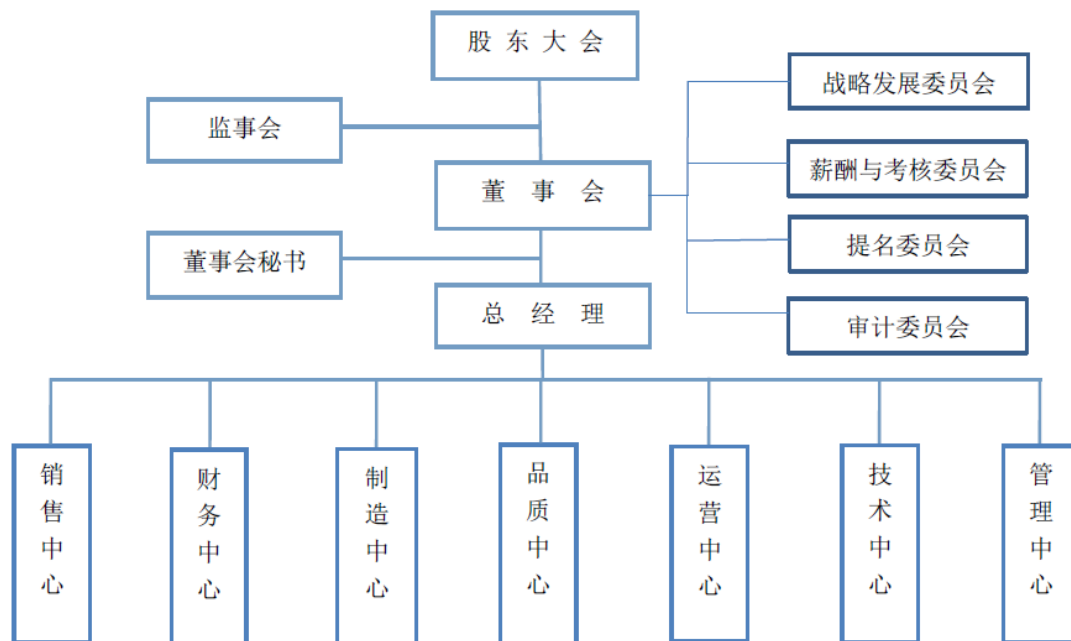 股东大会
战略发展委员会
监事会
薪酬与考核委员会
董事会
提名委员会
董事会秘书
总经理
审计委员会
销售中心
财务中心
制造中心
品质中心
运营中心
技术中心
管理中心